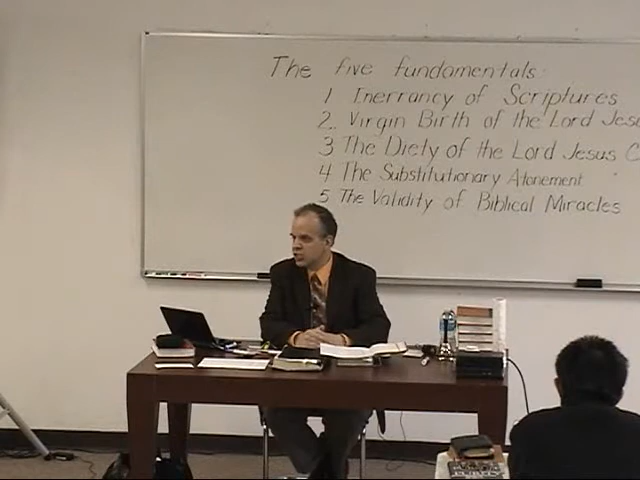 The five fundamentals:
1 Inerrancy of Scriptures
2. Virgin Birth of the Lord Jesu
3 The Diety of the Lord Jesus C
4 The Substitutionary Atonement
5 The Validity of Biblical Miracles